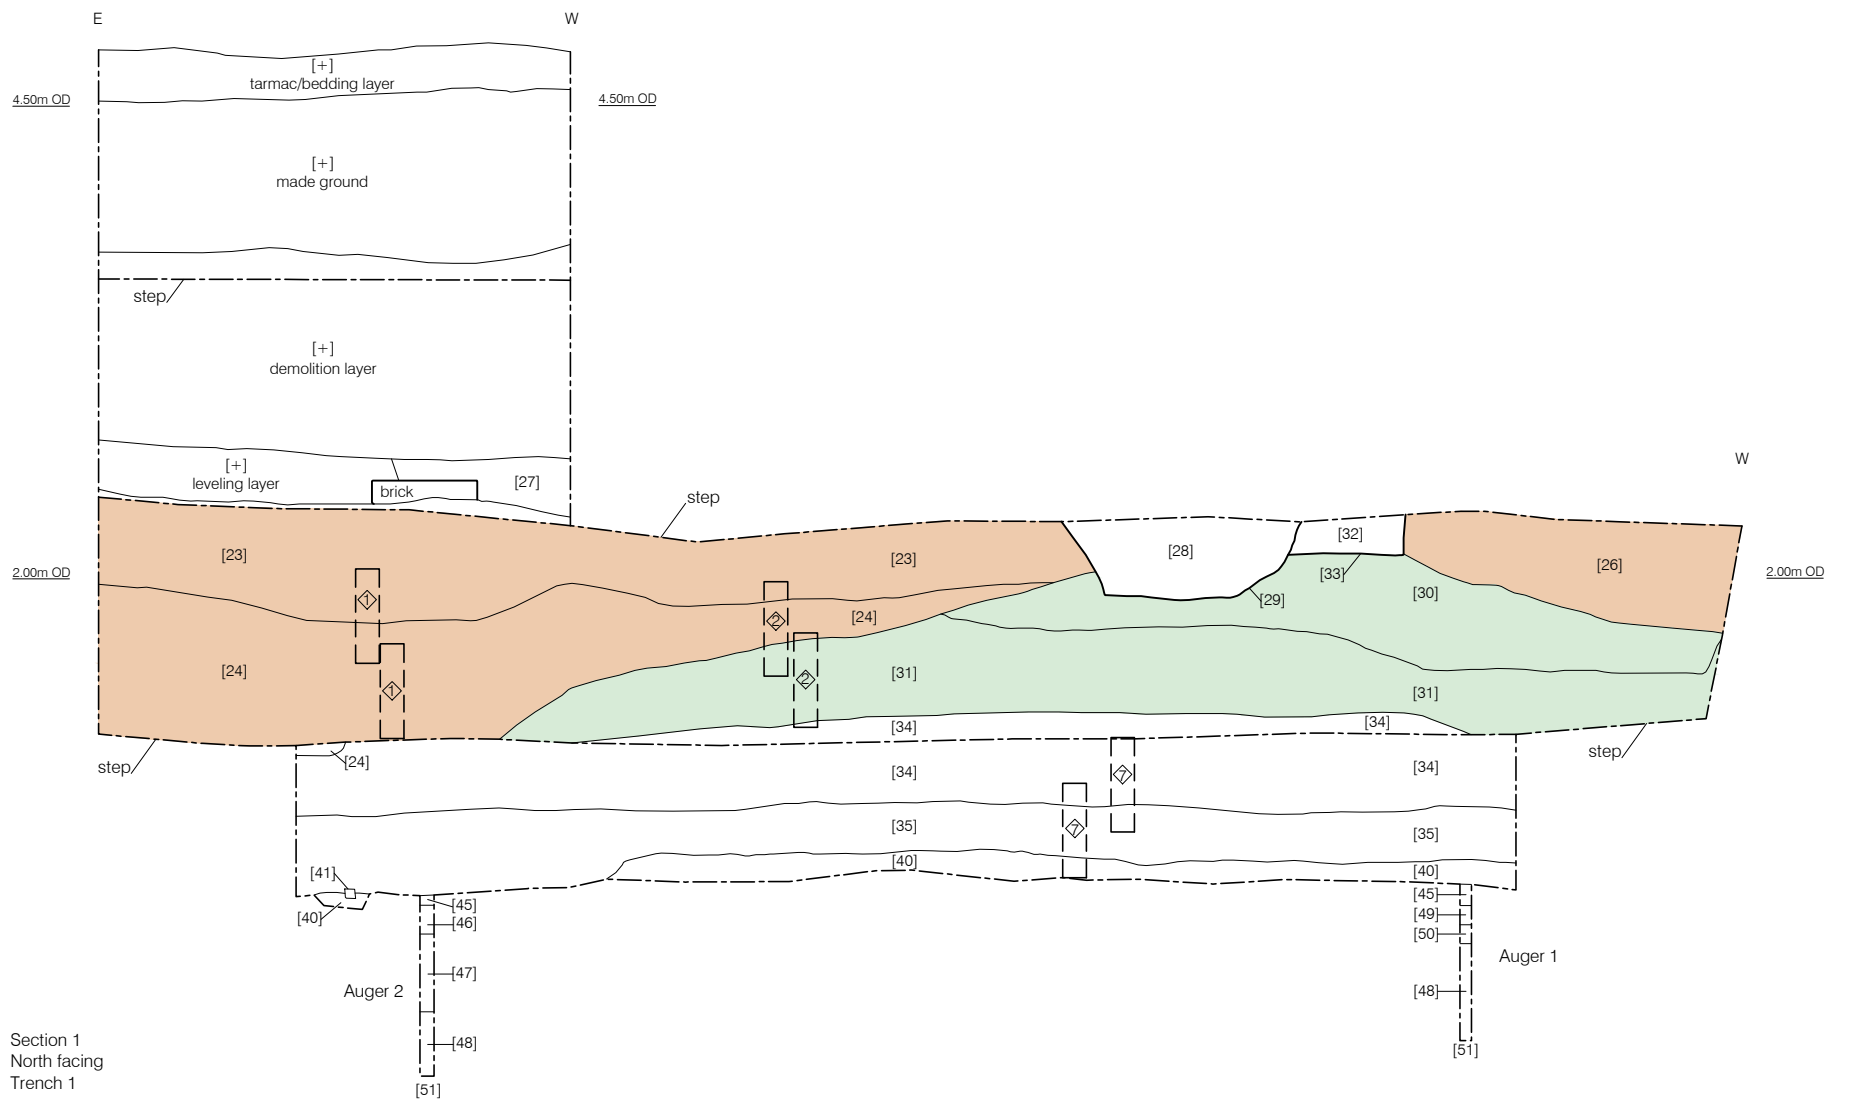 E
W
[+]
tarmac/bedding layer
4.50m OD
4.50m OD
[+]
made ground
step
[+]
demolition layer
[+]
leveling layer
brick
[27]
step
W
[23]
[23]
[28]
[32]
[26]
2.00m OD
2.00m OD
[33]
[29]
[30]
1
2
[24]
[24]
[31]
2
1
[31]
[34]
[34]
step
[24]
step
[34]
7
[34]
[35]
7
[35]
[40]
[40]
[41]
[40]
[45]
[46]
[47]
Auger 2
[48]
[51]
[45]
[49]
[50]
Auger 1
[48]
[51]
Section 1
North facing
Trench 1